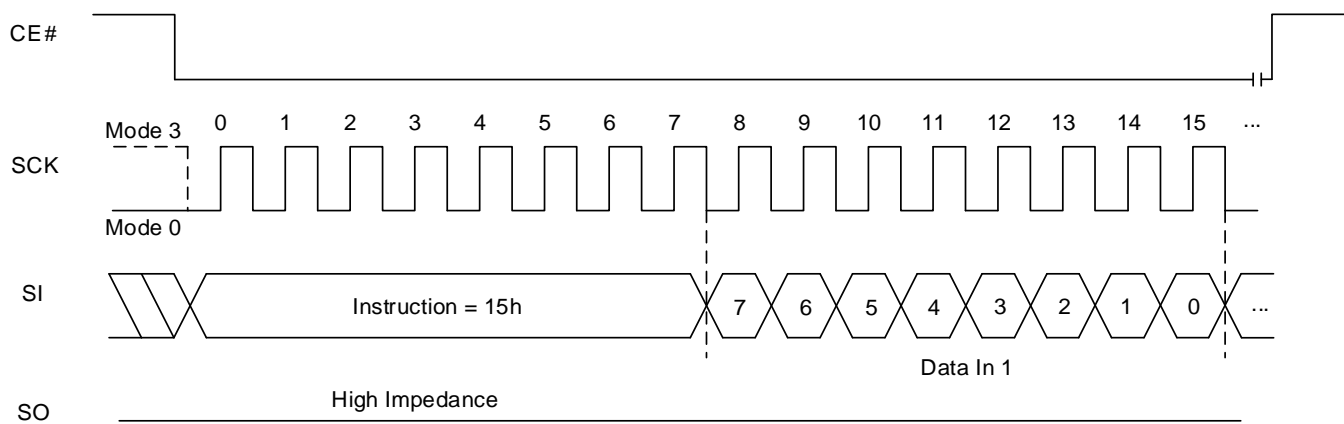 CE#
Mode 3 0 1 2 3 4 5 6 7 8 9 10 11 12 13 14 15 ...
SCK
Mode 0
SI Instruction = 15h 7 6 5 4 3 2 1 0 ...
Data In 1
High Impedance
SO